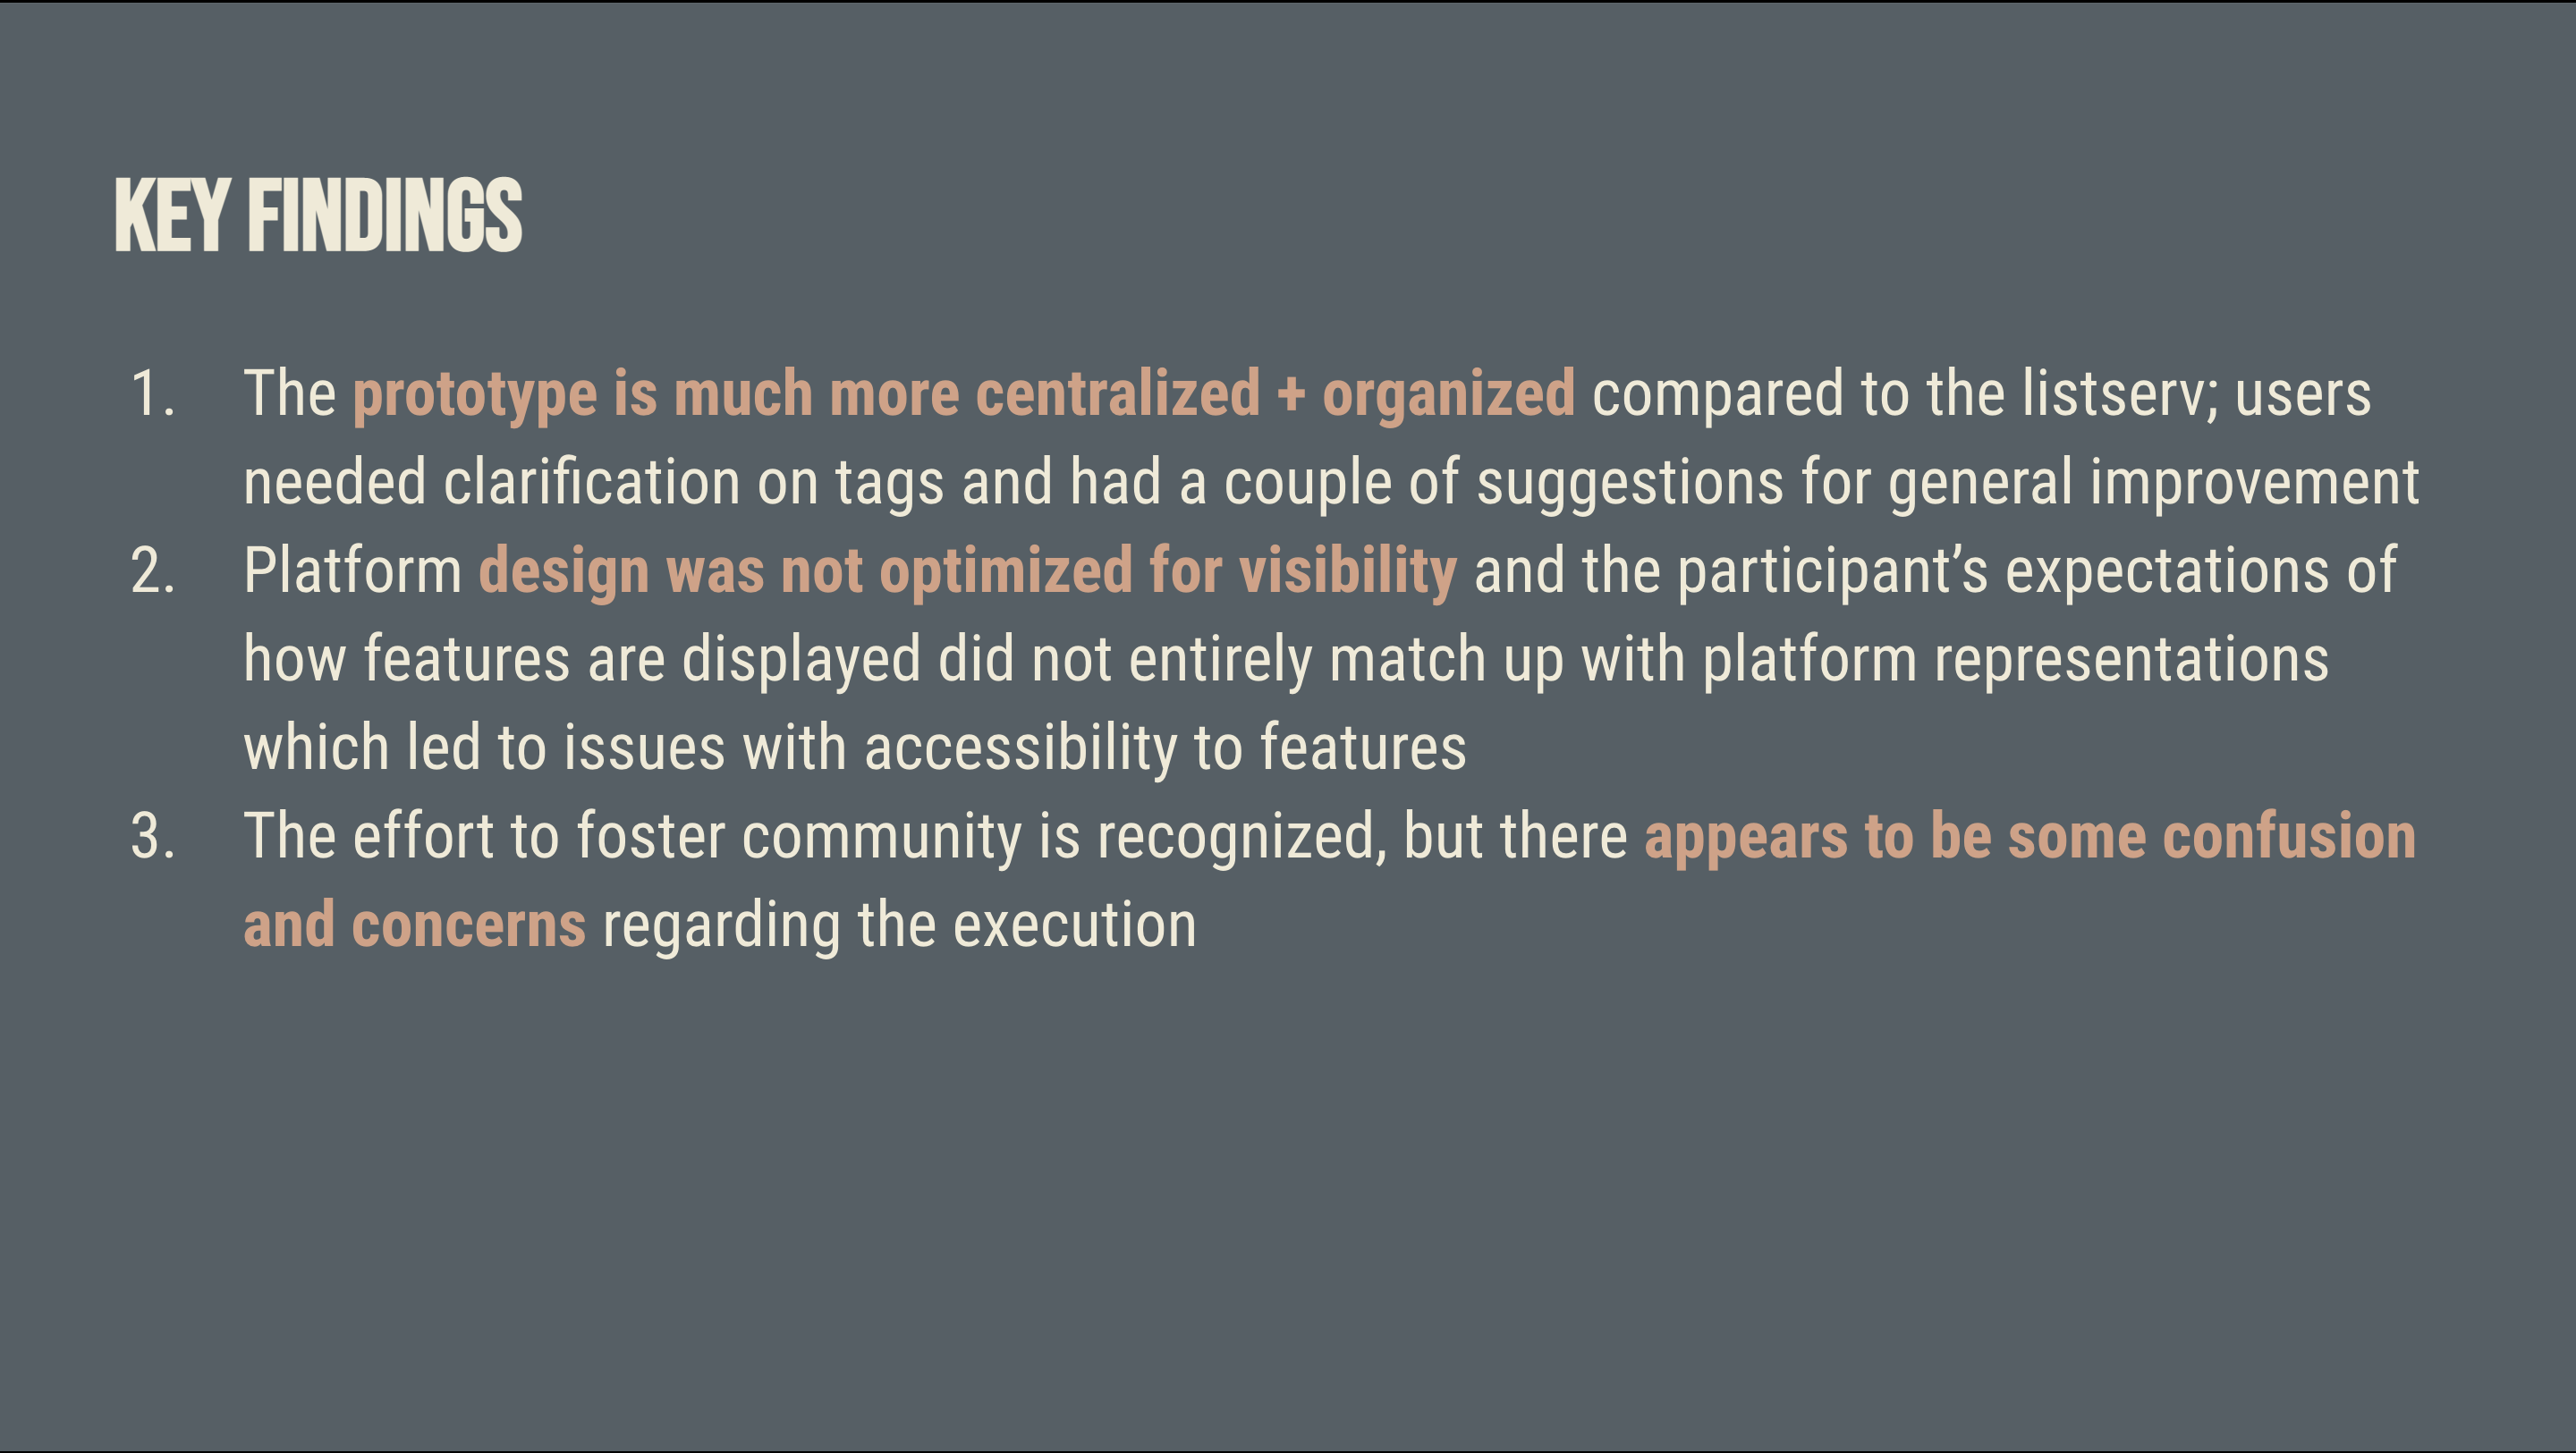 KEY FINDINGS
1. The prototype is much more centralized + organized compared to the listserv; users
needed clarification on tags and had a couple of suggestions for general improvement
2. Platform design was not optimized for visibility and the participant’s expectations of
how features are displayed did not entirely match up with platform representations
which led to issues with accessibility to features
3. The effort to foster community is recognized, but there appears to be some confusion
and concerns regarding the execution